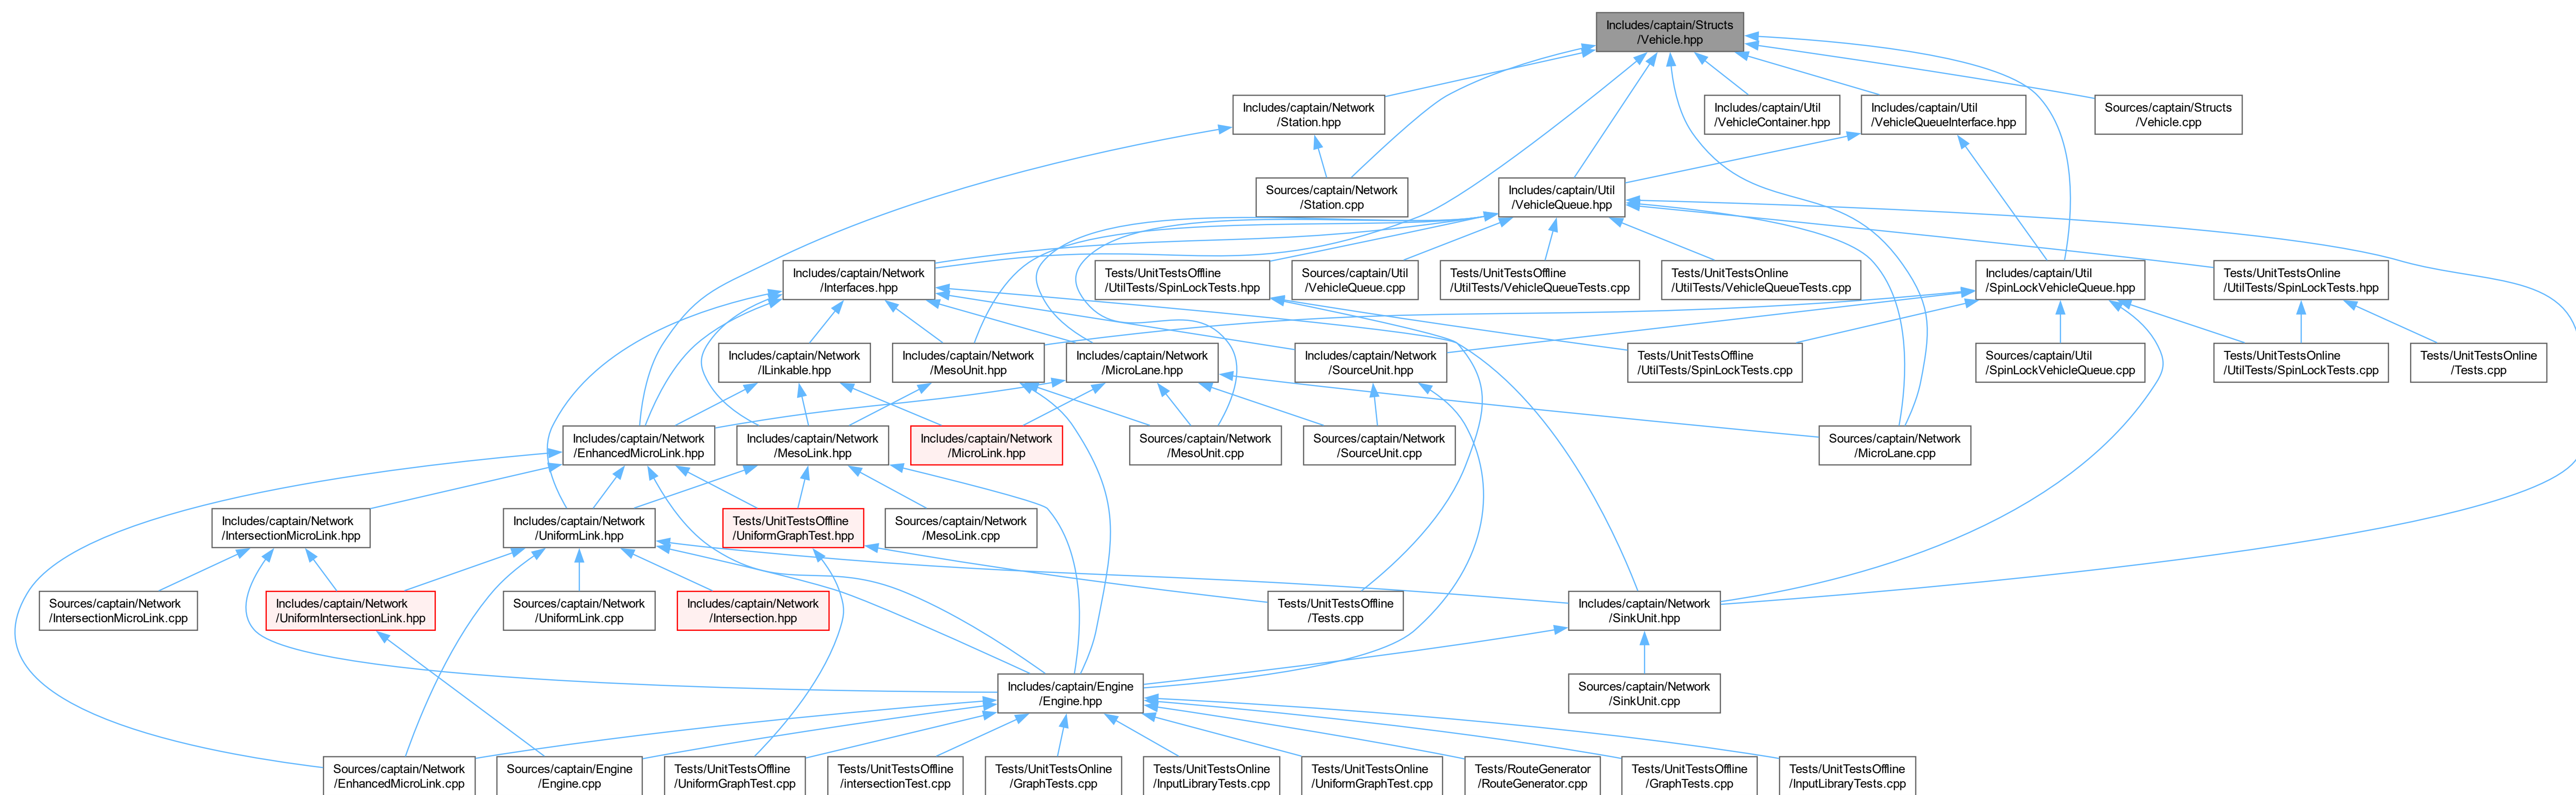 Includes/captain/Structs
/Vehicle.hpp
Includes/captain/Network
/Station.hpp
Includes/captain/Util
/VehicleContainer.hpp
Includes/captain/Util
/VehicleQueueInterface.hpp
Sources/captain/Structs
/Vehicle.cpp
Sources/captain/Network
/Station.cpp
Includes/captain/Util
/VehicleQueue.hpp
Includes/captain/Network
/Interfaces.hpp
Tests/UnitTestsOffline
/UtilTests/SpinLockTests.hpp
Sources/captain/Util
/VehicleQueue.cpp
Tests/UnitTestsOffline
/UtilTests/VehicleQueueTests.cpp
Tests/UnitTestsOnline
/UtilTests/VehicleQueueTests.cpp
Includes/captain/Util
/SpinLockVehicleQueue.hpp
Tests/UnitTestsOnline
/UtilTests/SpinLockTests.hpp
Includes/captain/Network
/ILinkable.hpp
Includes/captain/Network
/MesoUnit.hpp
Includes/captain/Network
/MicroLane.hpp
Includes/captain/Network
/SourceUnit.hpp
Tests/UnitTestsOffline
/UtilTests/SpinLockTests.cpp
Sources/captain/Util
/SpinLockVehicleQueue.cpp
Tests/UnitTestsOnline
/UtilTests/SpinLockTests.cpp
Tests/UnitTestsOnline
/Tests.cpp
Includes/captain/Network
/EnhancedMicroLink.hpp
Includes/captain/Network
/MesoLink.hpp
Includes/captain/Network
/MicroLink.hpp
Sources/captain/Network
/MesoUnit.cpp
Sources/captain/Network
/SourceUnit.cpp
Sources/captain/Network
/MicroLane.cpp
Includes/captain/Network
/IntersectionMicroLink.hpp
Includes/captain/Network
/UniformLink.hpp
Tests/UnitTestsOffline
/UniformGraphTest.hpp
Sources/captain/Network
/MesoLink.cpp
Sources/captain/Network
/IntersectionMicroLink.cpp
Includes/captain/Network
/UniformIntersectionLink.hpp
Sources/captain/Network
/UniformLink.cpp
Includes/captain/Network
/Intersection.hpp
Tests/UnitTestsOffline
/Tests.cpp
Includes/captain/Network
/SinkUnit.hpp
Includes/captain/Engine
/Engine.hpp
Sources/captain/Network
/SinkUnit.cpp
Sources/captain/Network
/EnhancedMicroLink.cpp
Sources/captain/Engine
/Engine.cpp
Tests/UnitTestsOffline
/UniformGraphTest.cpp
Tests/UnitTestsOffline
/intersectionTest.cpp
Tests/UnitTestsOnline
/GraphTests.cpp
Tests/UnitTestsOnline
/InputLibraryTests.cpp
Tests/UnitTestsOnline
/UniformGraphTest.cpp
Tests/RouteGenerator
/RouteGenerator.cpp
Tests/UnitTestsOffline
/GraphTests.cpp
Tests/UnitTestsOffline
/InputLibraryTests.cpp